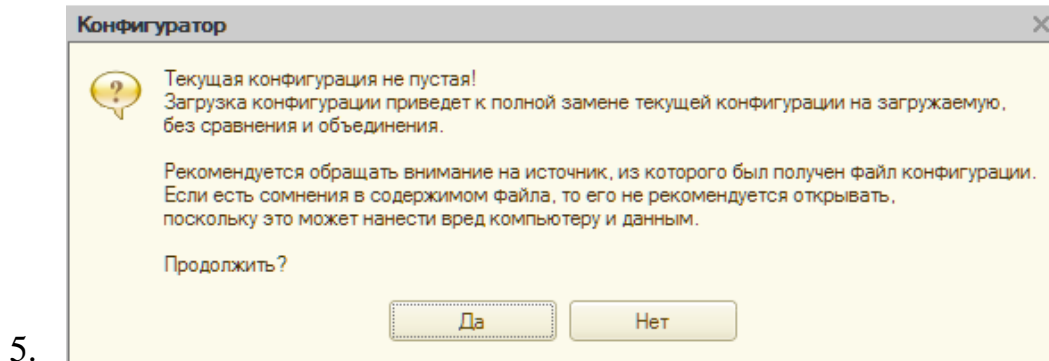 Конфигуратор
Текущая конфигурация не пустая!
Загрузка конфигурации приведет к полной замене текущей конфигурации на загружаемую,
без сравнения и объединения.
Рекомендуется обращать внимание на источник, из которого был получен файл конфигурации.
Если есть сомнения в содержимом файла, то его не рекомендуется открывать,
поскольку это может нанести вред компьютеру и данным.
Продолжить?
Да Нет
5.